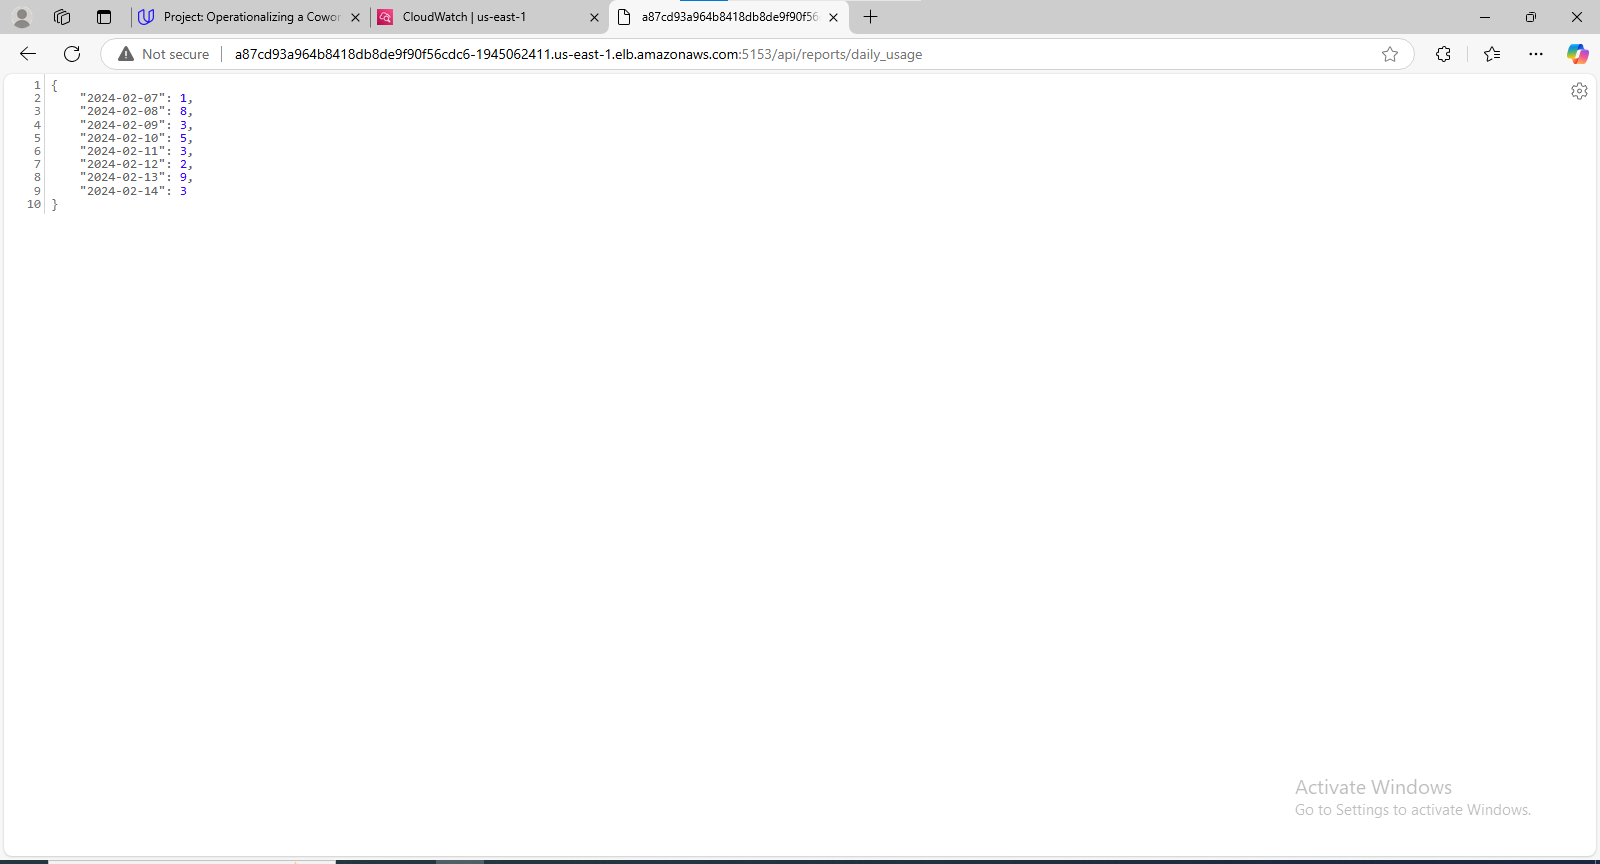 Project: Operationalizing a Cowor
CloudWatch | us-east-1
a87cd93a964b8418db8de9f90f56
Not secure
a87cd93a964b8418db8de9f90f56cdc6-1945062411.us-east-1.elb.amazonaws.com:5153/api/reports/daily_usage
1 {
2 "2024-02-07": 1,
3 "2024-02-08": 8,
4 "2024-02-09": 3,
5 "2024-02-10": 5,
6 "2024-02-11": 3,
7 "2024-02-12": 2,
8 "2024-02-13": 9,
9 "2024-02-14": 3
10 }
Activate Windows
Go to Settings to activate Windows.